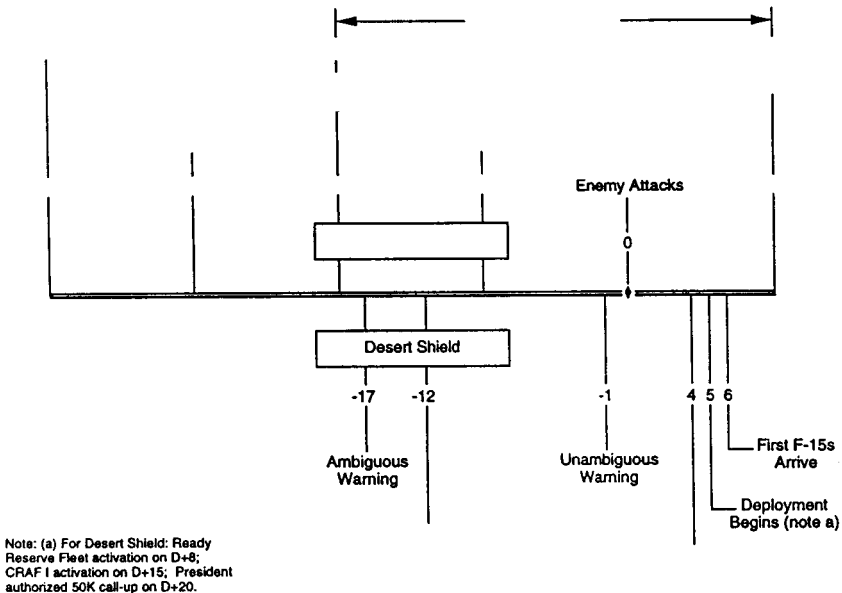 Enemy Attacks
0
Desert Shield
-17 -12 -1 4 5 6
Ambiguous
Warning
Unambiguous
Warning
First F-15s
Arrive
Deployment
Begins (note a)
Note: (a) For Desert Shield: Ready
Reserve Fleet activation on D+8;
CRAF I activation on D+15; President
authorized 50K call-up on D+20.